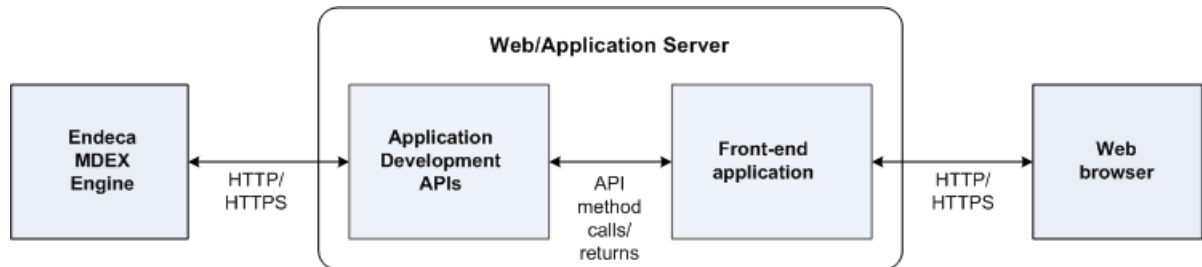 Web/Application Server
Endeca
MDEX
Engine
HTTP/
HTTPS
Application
Development
APIs
API
method
calls/
returns
Front-end
application
HTTP/
HTTPS
Web
browser